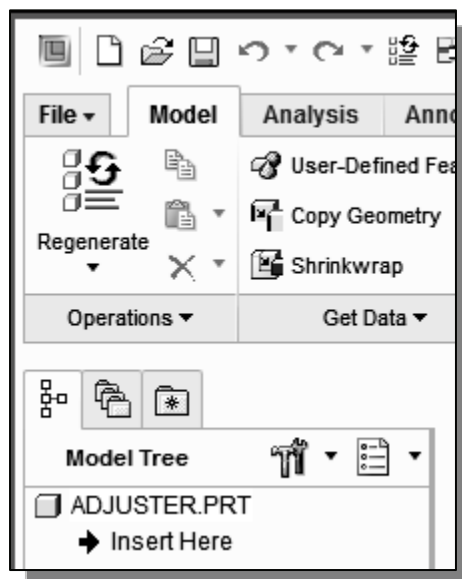 File Model Analysis Anno
User-Defined Fea
Copy Geometry
Regenerate
Shrinkwrap
Operations Get Data
Model Tree
ADJUSTER.PRT
Insert Here